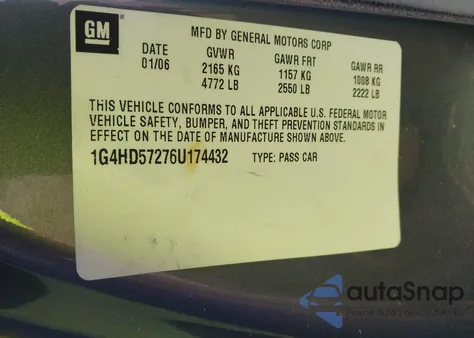 GM
MFD BY GENERAL MOTORS CORP
DATE GVWR GAWR FRT GAWR RR
01/06 2165 KG 1157 KG 1008 KG
4772 LB 2550 LB 2222 LB
THIS VEHICLE CONFORMS TO ALL APPLICABLE U.S. FEDERAL MOTOR
VEHICLE SAFETY, BUMPER, AND THEFT PREVENTION STANDARDS IN
EFFECT ON THE DATE OF MANUFACTURE SHOWN ABOVE.
1G4HD57276U174432 TYPE: PASS CAR
autoSnap